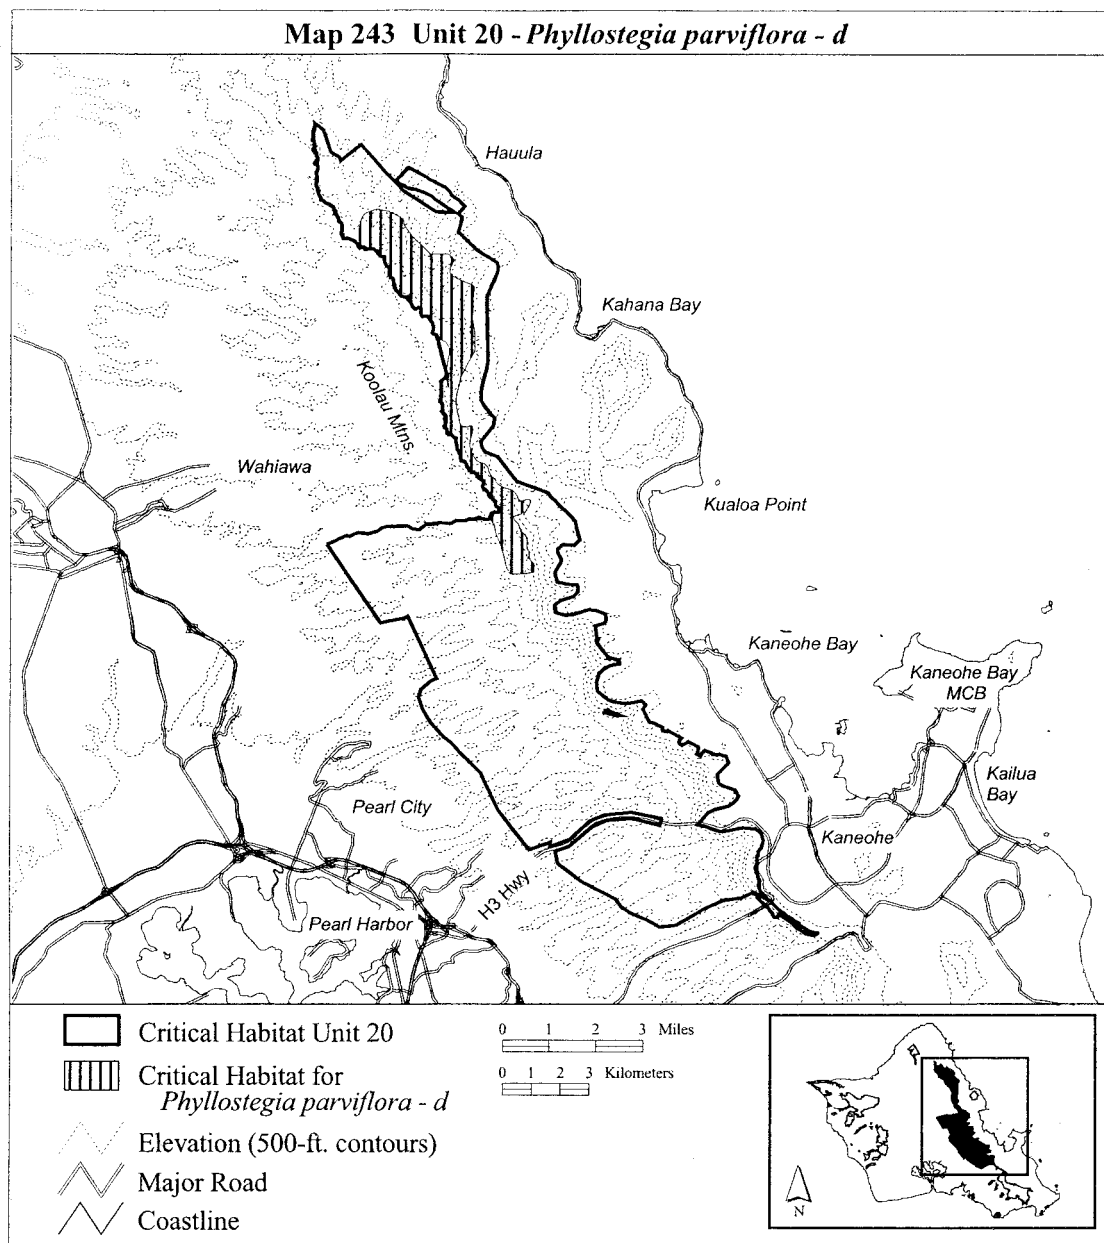 Map 243 Unit 20 - Phyllostegia parviflora - d
Hauula
Kahana Bay
Koolau Mtns.
Wahiawa
Kualoa Point
Kaneohe Bay
Kaneohe Bay
MCB
Kailua
Bay
Pearl City
Kaneohe
H3 Hwy
Pearl Harbor
Critical Habitat Unit 20
Critical Habitat for
Phyllostegia parviflora - d
Elevation (500-ft. contours)
Major Road
Coastline
0 1 2 3 Miles
0 1 2 3 Kilometers
N